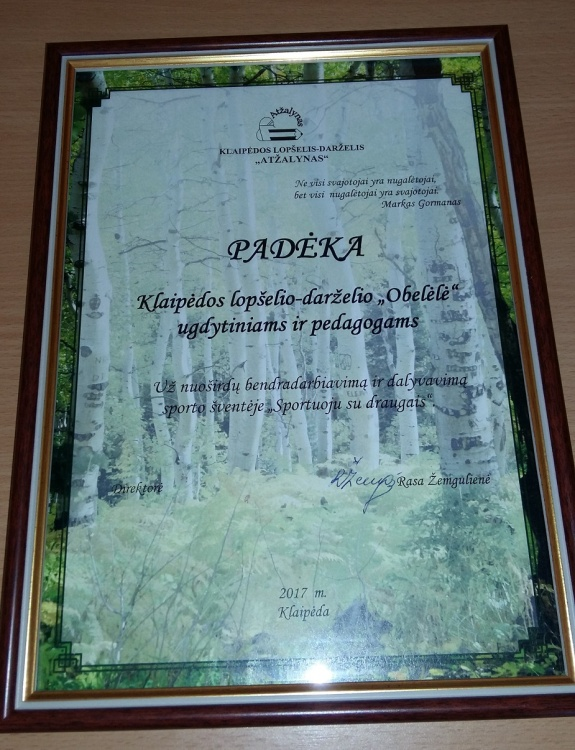 Atžalynas
KLAIPĖDOS LOPŠELIS-DARŽELIS
„ATŽALYNAS“
Ne visi svajotojai yra nugalėtojai,
bet visi nugalėtojai yra svajotojai.
Markas Gormanas
PADĖKA
Klaipėdos lopšelio-darželio „Obelėlė“
ugdytiniams ir pedagogams
Už nuoširdų bendradarbiavimą ir dalyvavimą
sporto šventėje „Sportuoju su draugais“.
Direktorė Rasa Žemgulienė
2017 m.
Klaipėda